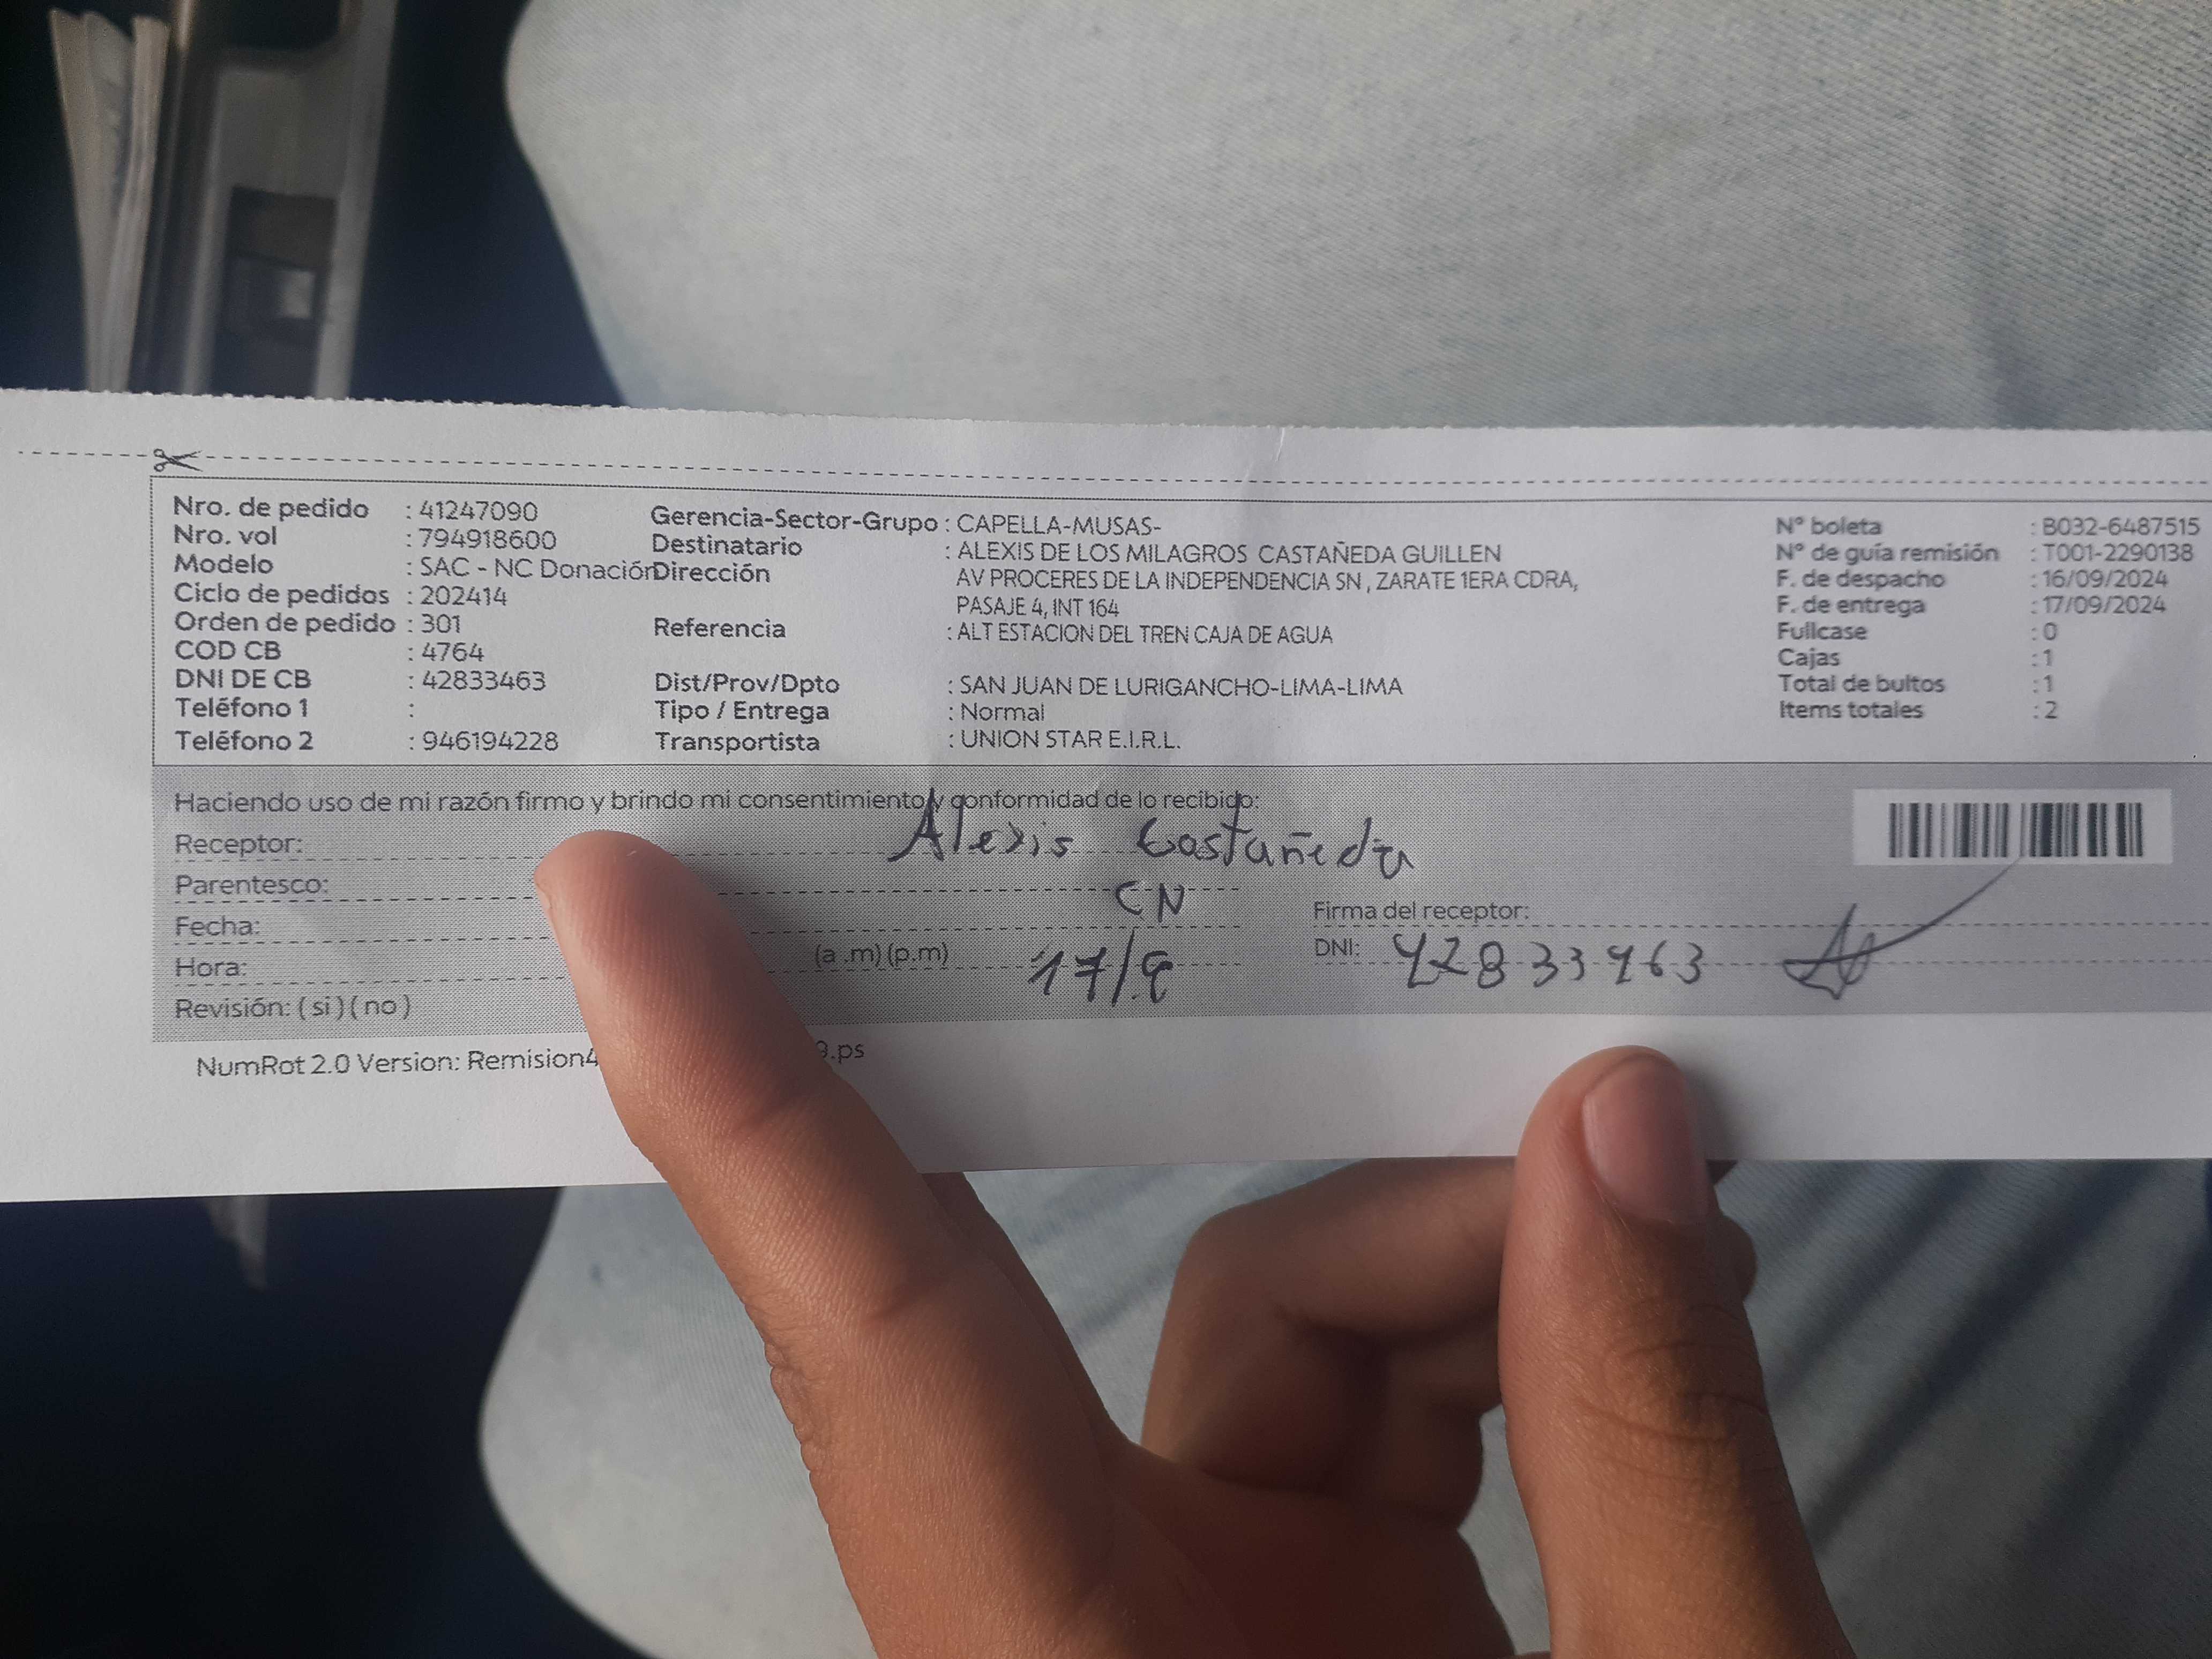 Nro. de pedido : 41247090
Nro. vol : 794918600
Modelo : SAC - NC Donación
Ciclo de pedidos : 202414
Orden de pedido : 301
COD CB : 4764
DNI DE CB : 42833463
Teléfono 1 :
Teléfono 2 : 946194228
Gerencia-Sector-Grupo : CAPELLA-MUSAS-
Destinatario : ALEXIS DE LOS MILAGROS CASTAÑEDA GUILLEN
Dirección AV PROCERES DE LA INDEPENDENCIA SN , ZARATE 1ERA CDRA,
PASAJE 4, INT 164
Referencia : ALT ESTACION DEL TREN CAJA DE AGUA
Dist/Prov/Dpto : SAN JUAN DE LURIGANCHO-LIMA-LIMA
Tipo / Entrega : Normal
Transportista : UNION STAR E.I.R.L.
N° boleta : B032-6487515
N° de guía remisión : T001-2290138
F. de despacho : 16/09/2024
F. de entrega : 17/09/2024
Fullcase : 0
Cajas : 1
Total de bultos : 1
Items totales : 2
Haciendo uso de mi razón firmo y brindo mi consentimiento y conformidad de lo recibido:
Receptor: Alexis Castañeda
Parentesco: CN
Fecha: 17/9
Hora: (a .m) (p.m)
Revisión: ( si ) ( no )
Firma del receptor:
DNI: 42833463
NumRot 2.0 Version: Remision4 9.ps